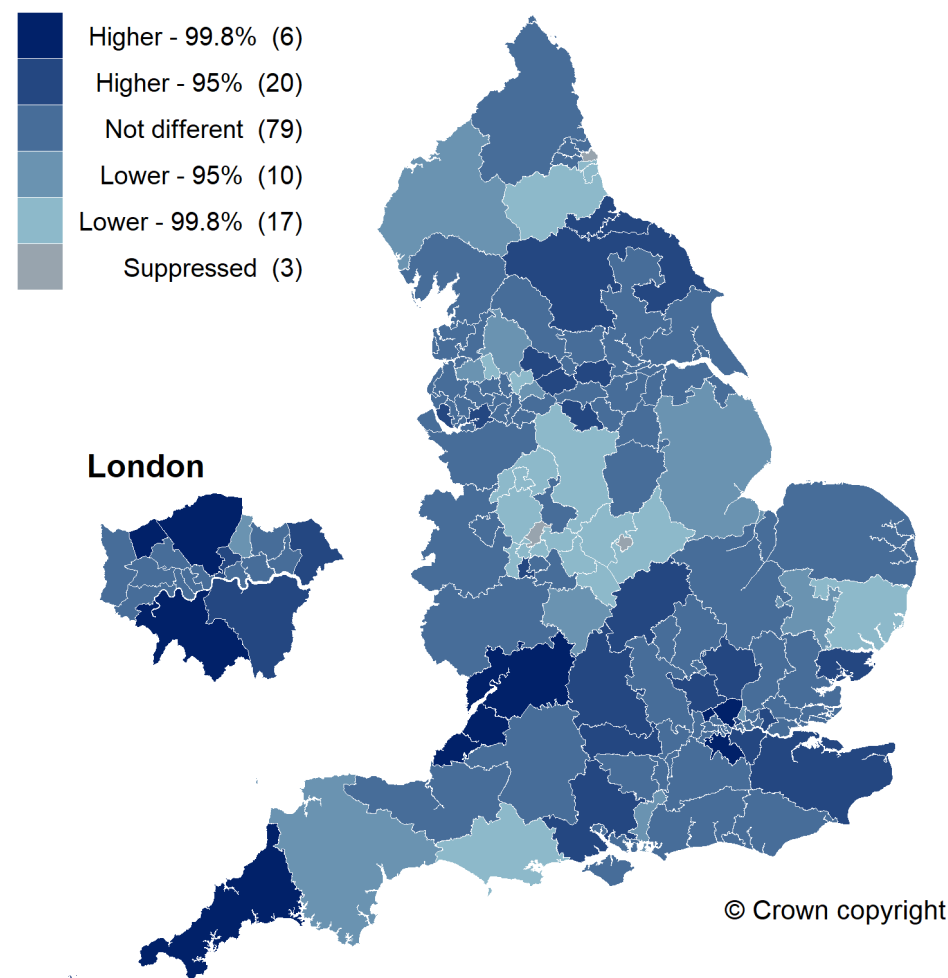 Higher - 99.8% (6)
Higher - 95% (20)
Not different (79)
Lower - 95% (10)
Lower - 99.8% (17)
Suppressed (3)
London
© Crown copyright